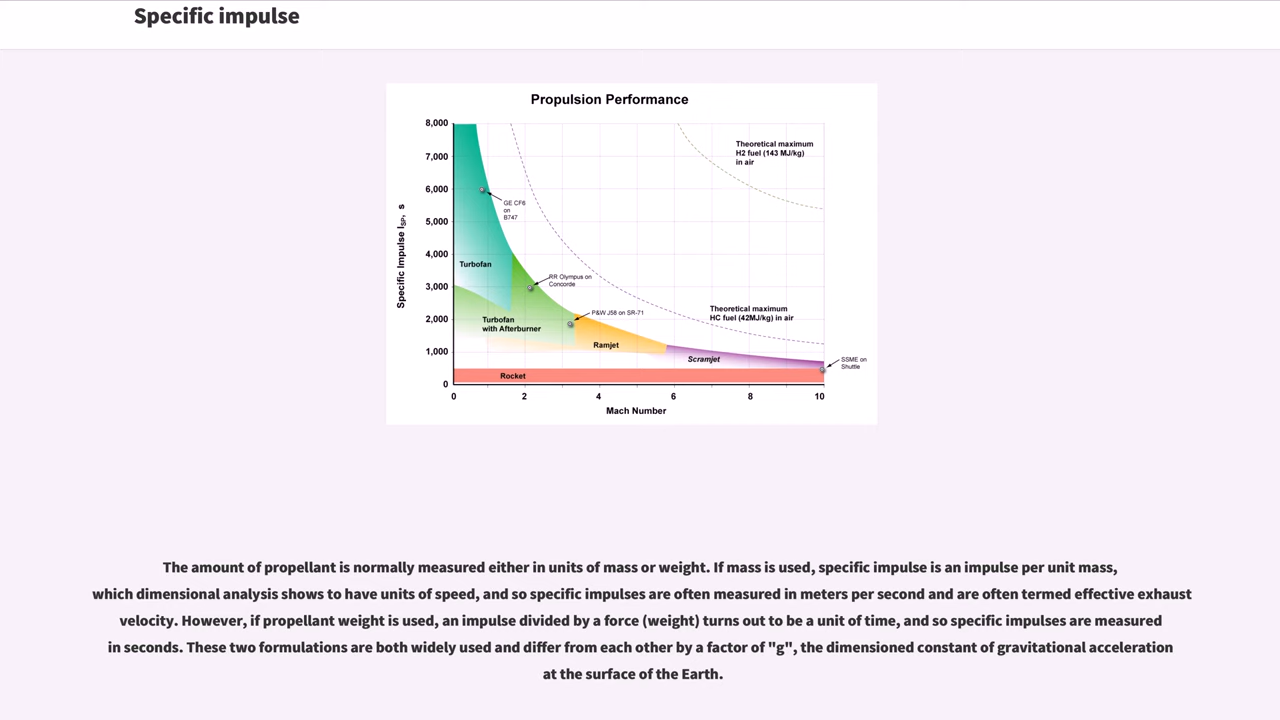 Specific impulse
Propulsion Performance
8,000
7,000
6,000
5,000
4,000
3,000
2,000
1,000
0
Specific Impulse ISP, s
Theoretical maximum
H2 fuel (143 MJ/kg)
in air
GE CF6
on
B747
Turbofan
RR Olympus on
Concorde
P&W J58 on SR-71
Theoretical maximum
HC fuel (42MJ/kg) in air
Turbofan
with Afterburner
Ramjet
Scramjet
SSME on
Shuttle
Rocket
0 2 4 6 8 10
Mach Number
The amount of propellant is normally measured either in units of mass or weight. If mass is used, specific impulse is an impulse per unit mass,
which dimensional analysis shows to have units of speed, and so specific impulses are often measured in meters per second and are often termed effective exhaust
velocity. However, if propellant weight is used, an impulse divided by a force (weight) turns out to be a unit of time, and so specific impulses are measured
in seconds. These two formulations are both widely used and differ from each other by a factor of "g", the dimensioned constant of gravitational acceleration
at the surface of the Earth.